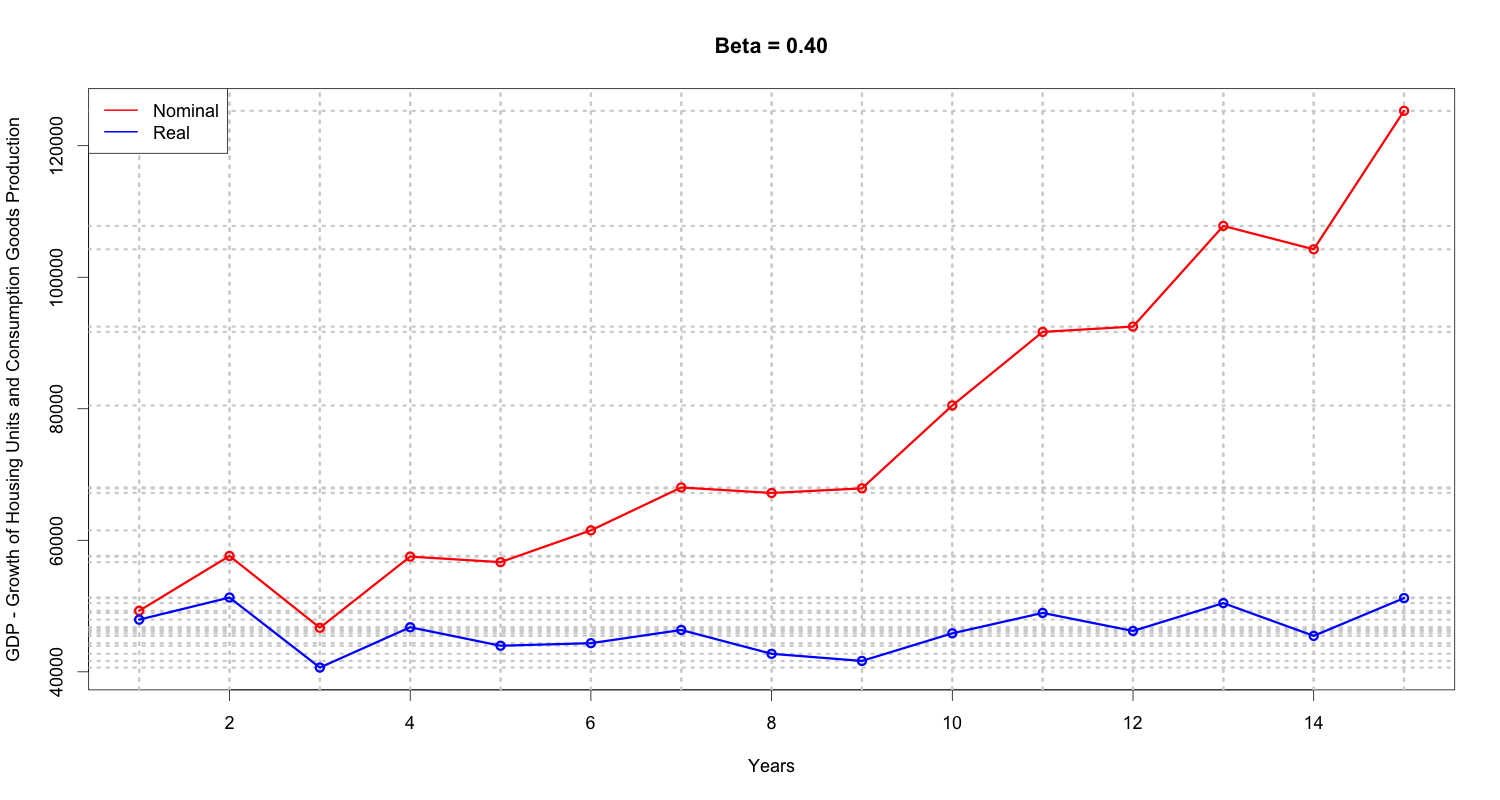 Beta = 0.40
Nominal
Real
GDP - Growth of Housing Units and Consumption Goods Production
120000
100000
80000
60000
40000
2 4 6 8 10 12 14
Years